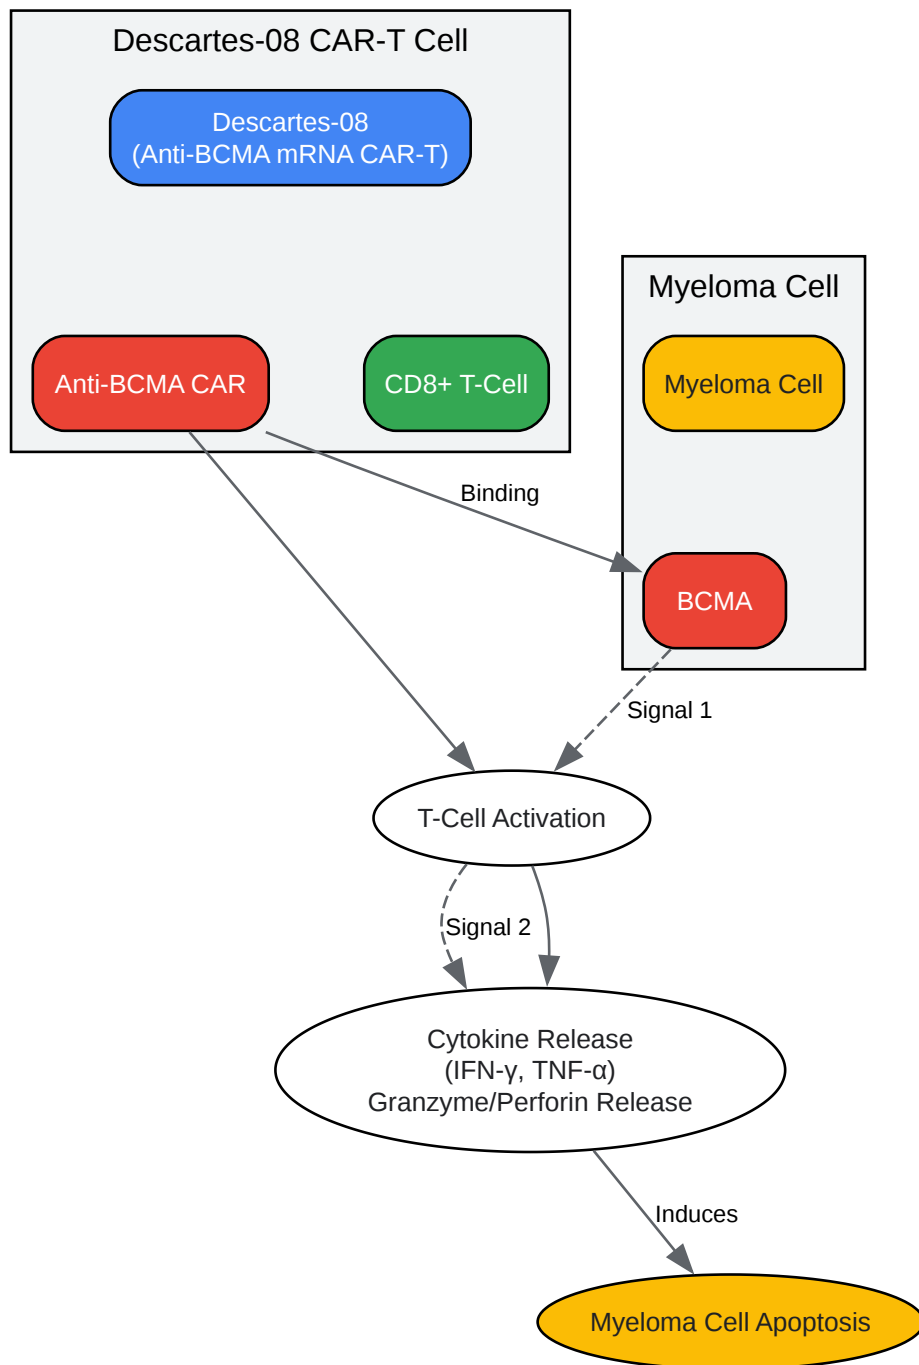 Descartes-08 CAR-T Cell
Descartes-08
(Anti-BCMA mRNA CAR-T)
Myeloma Cell
Anti-BCMA CAR
CD8+ T-Cell
Myeloma Cell
Binding
BCMA
Signal 1
T-Cell Activation
Signal 2
Cytokine Release
(IFN-γ, TNF-α)
Granzyme/Perforin Release
Induces
Myeloma Cell Apoptosis